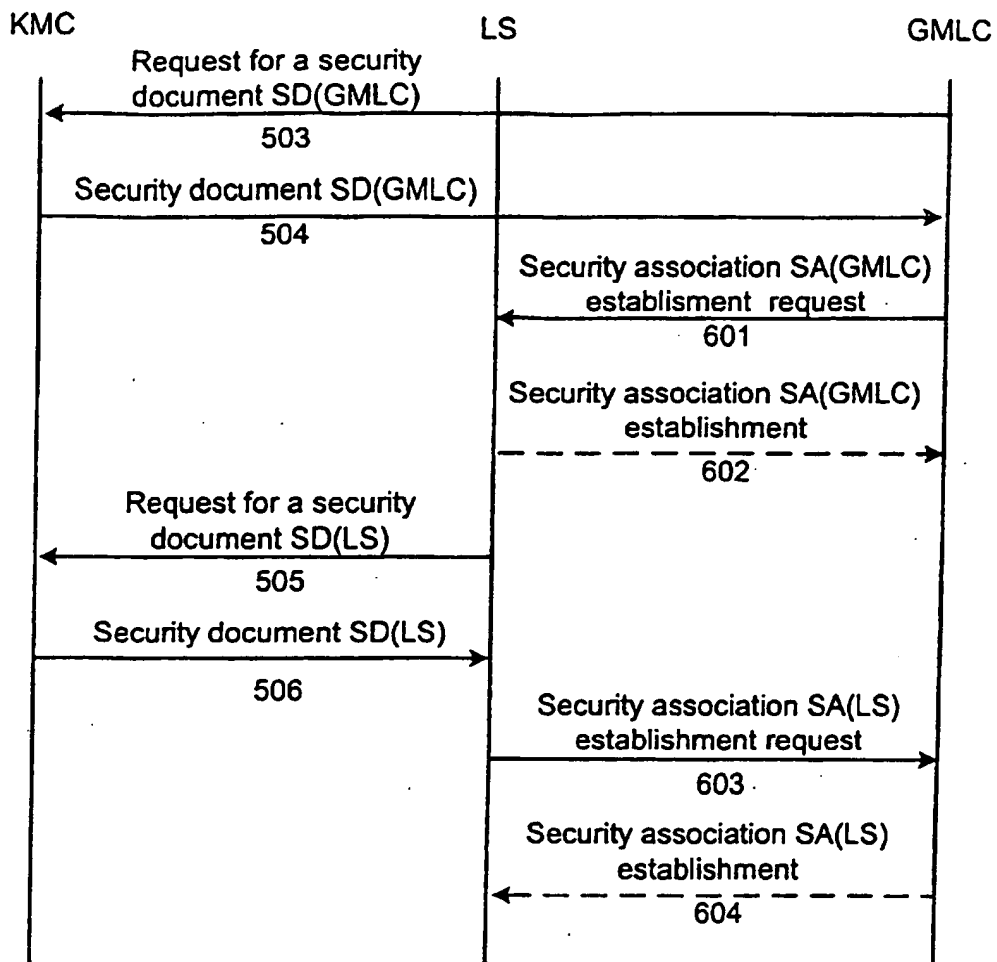 KMC
LS
GMLC
Request for a security
document SD(GMLC)
503
Security document SD(GMLC)
504
Security association SA(GMLC)
establisment request
601
Security association SA(GMLC)
establishment
602
Request for a security
document SD(LS)
505
Security document SD(LS)
506
Security association SA(LS)
establishment request
603
Security association SA(LS)
establishment
604